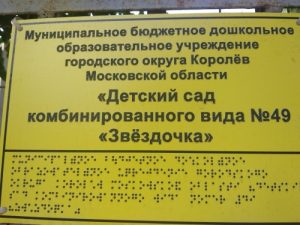 Муниципальное бюджетное дошкольное
образовательное учреждение
городского округа Королёв
Московской области
«Детский сад
комбинированного вида №49
«Звёздочка»